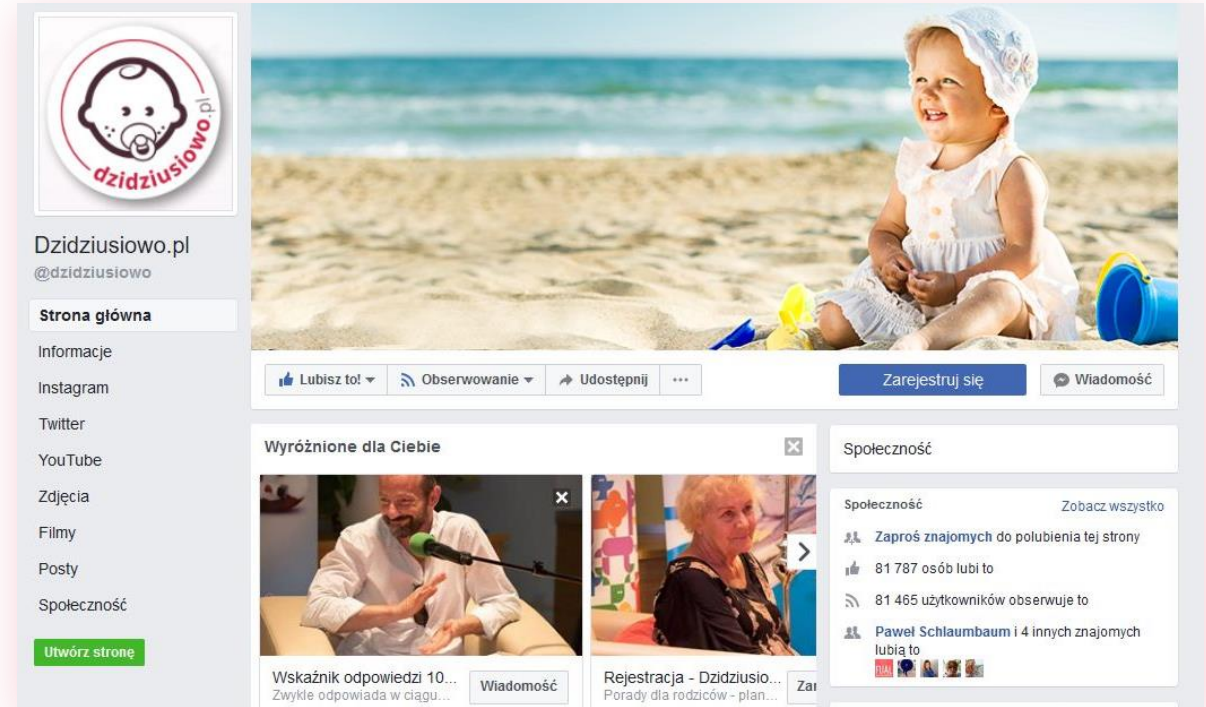 dzidziusiowo.pl
Dzidziusiowo.pl
@dzidziusiowo
Strona główna
Informacje
Instagram
Twitter
YouTube
Zdjęcia
Filmy
Posty
Społeczność
Utwórz stronę
Lubisz to!
Obserwowanie
Udostępnij
Zarejestruj się
Wiadomość
Wyróżnione dla Ciebie
Wskaźnik odpowiedzi 10...
Zwykle odpowiada w ciągu...
Wiadomość
Rejestracja - Dzidziusio...
Porady dla rodziców - plan...
Zar
Społeczność
Społeczność
Zobacz wszystko
Zaproś znajomych do polubienia tej strony
81 787 osób lubi to
81 465 użytkowników obserwuje to
Paweł Schlaumbaum i 4 innych znajomych
lubią to